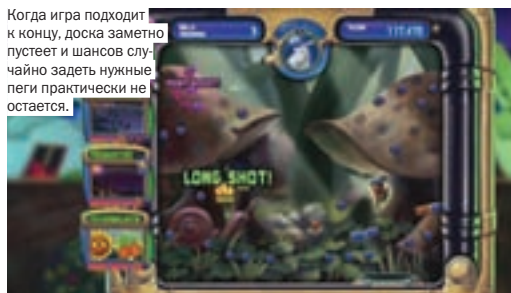 Когда игра подходит
к концу, доска заметно
пустеет и шансов слу-
чайно задеть нужные
пеги практически не
остается.
LONG SHOT!